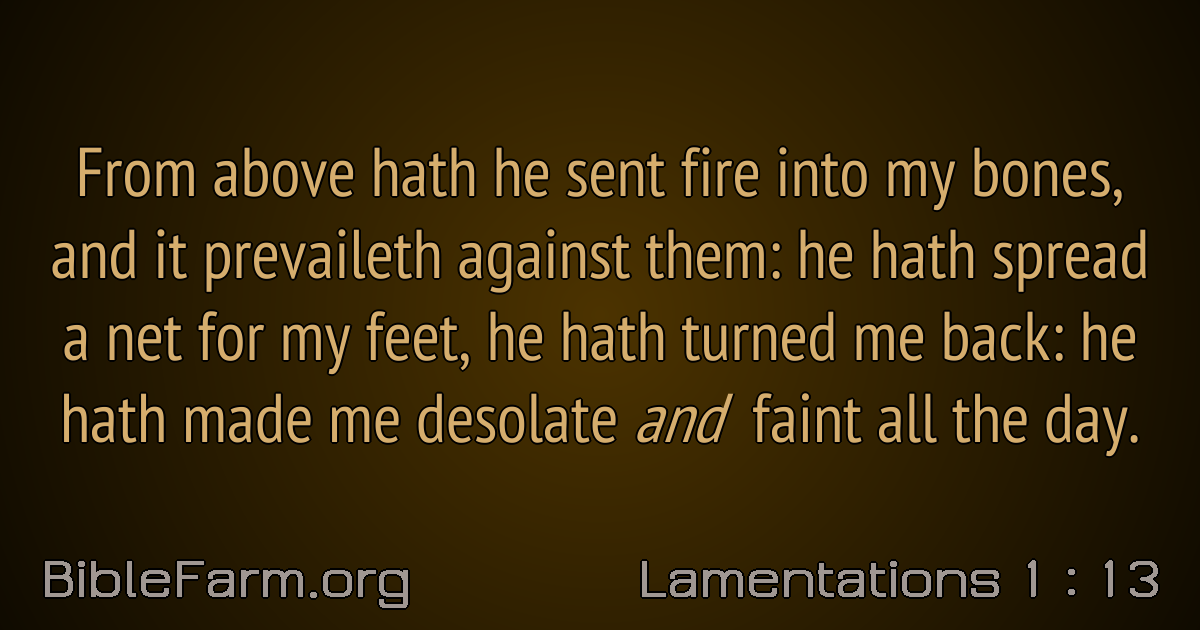 From above hath he sent fire into my bones,
and it prevaileth against them: he hath spread
a net for my feet, he hath turned me back: he
hath made me desolate and faint all the day.
BibleFarm.org
Lamentations 1 : 13